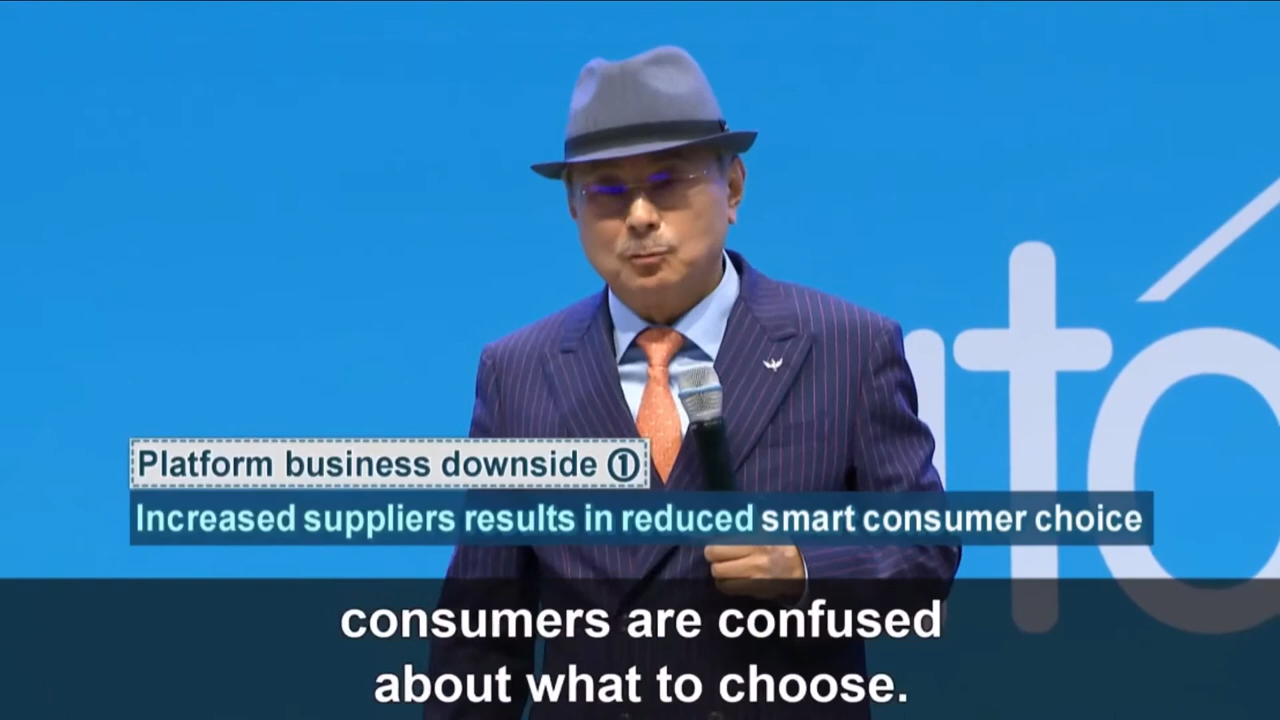 utó
Platform business downside ①
Increased suppliers results in reduced smart consumer choice
consumers are confused
about what to choose.